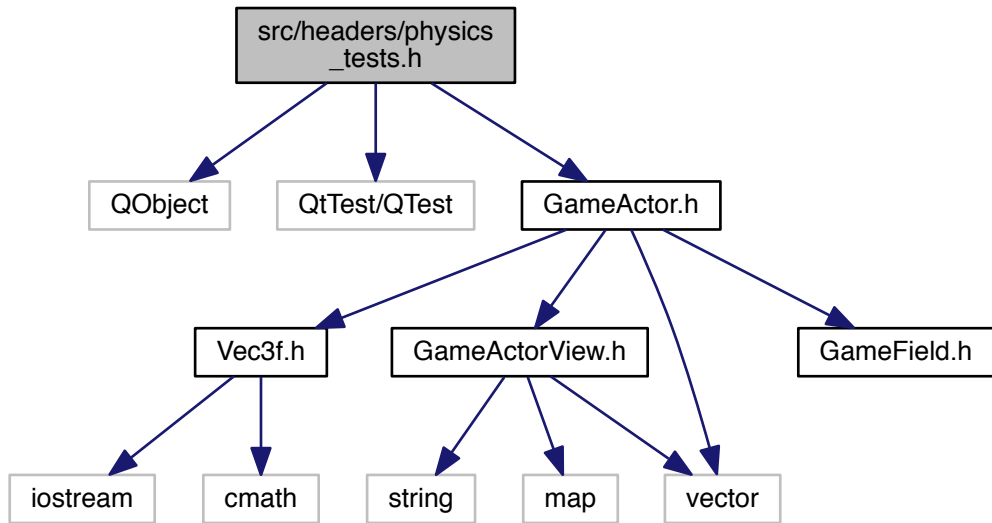 src/headers/physics
_tests.h
QObject
QtTest/QTest
GameActor.h
Vec3f.h
GameActorView.h
GameField.h
iostream
cmath
string
map
vector